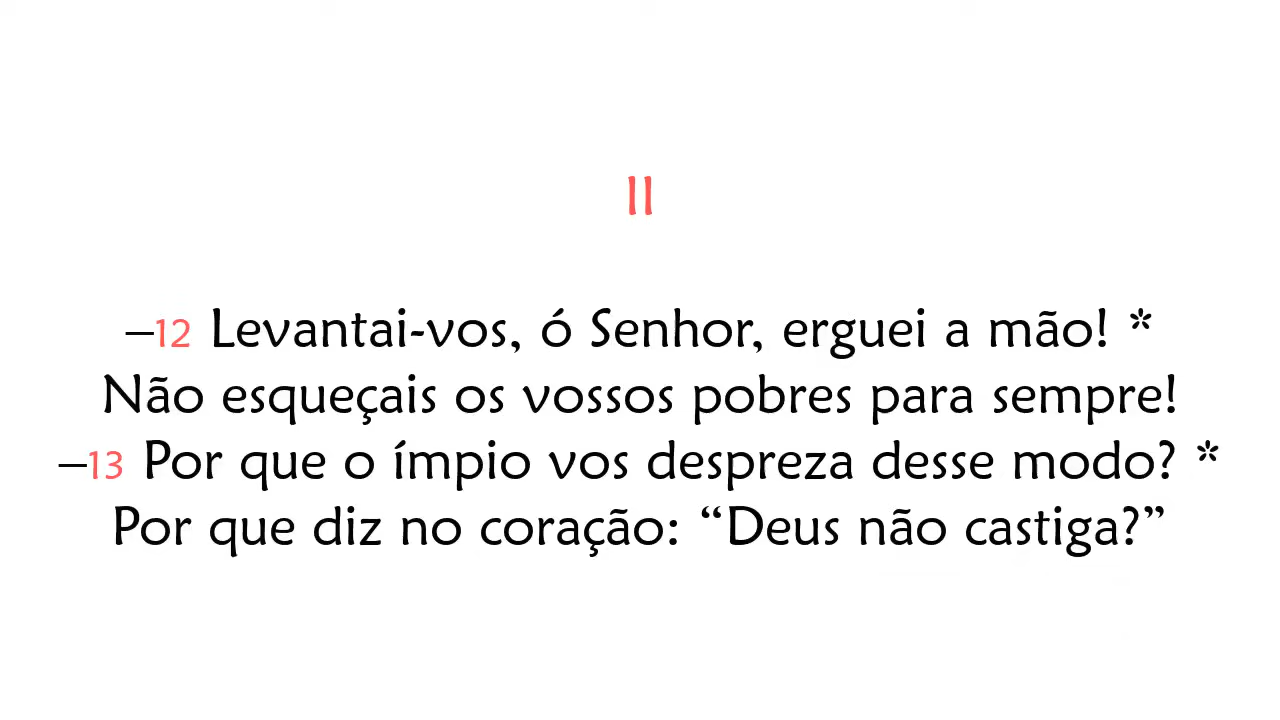 II
–12 Levantai-vos, ó Senhor, erguei a mão! *
Não esqueçais os vossos pobres para sempre!
–13 Por que o ímpio vos despreza desse modo? *
Por que diz no coração: “Deus não castiga?”